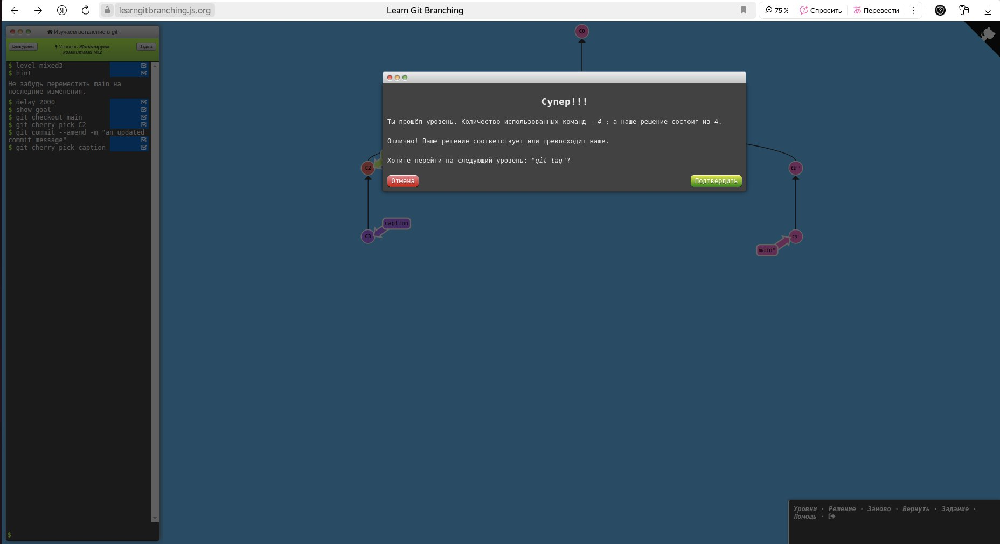 learngitbranching.js.org
Learn Git Branching
75 %
Спросить
Перевести
Изучаем ветвление в git
Цель уровня
Уровень Жонглируем
коммитами №2
Задача
$ level mixed3
$ hint
Не забудь переместить main на
последние изменения.
$ delay 2000
$ show goal
$ git checkout main
$ git cherry-pick C2
$ git commit --amend -m "an updated
commit message"
$ git cherry-pick caption
$
C0
Супер!!!
Ты прошёл уровень. Количество использованных команд - 4 ; а наше решение состоит из 4.
Отлично! Ваше решение соответствует или превосходит наше.
Хотите перейти на следующий уровень: "git tag"?
Отмена
Подтвердить
C2
C2''
caption
C3
C3'
main*
Уровни · Решение · Заново · Вернуть · Задание ·
Помощь ·